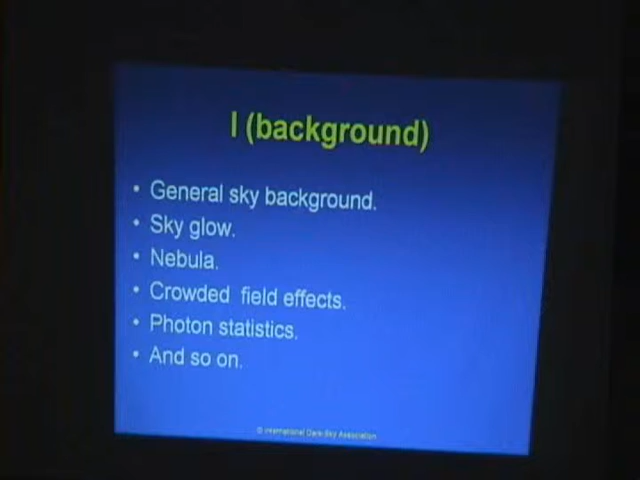 I (background)
• General sky background.
• Sky glow.
• Nebula.
• Crowded field effects.
• Photon statistics.
• And so on.
© International Dark-Sky Association